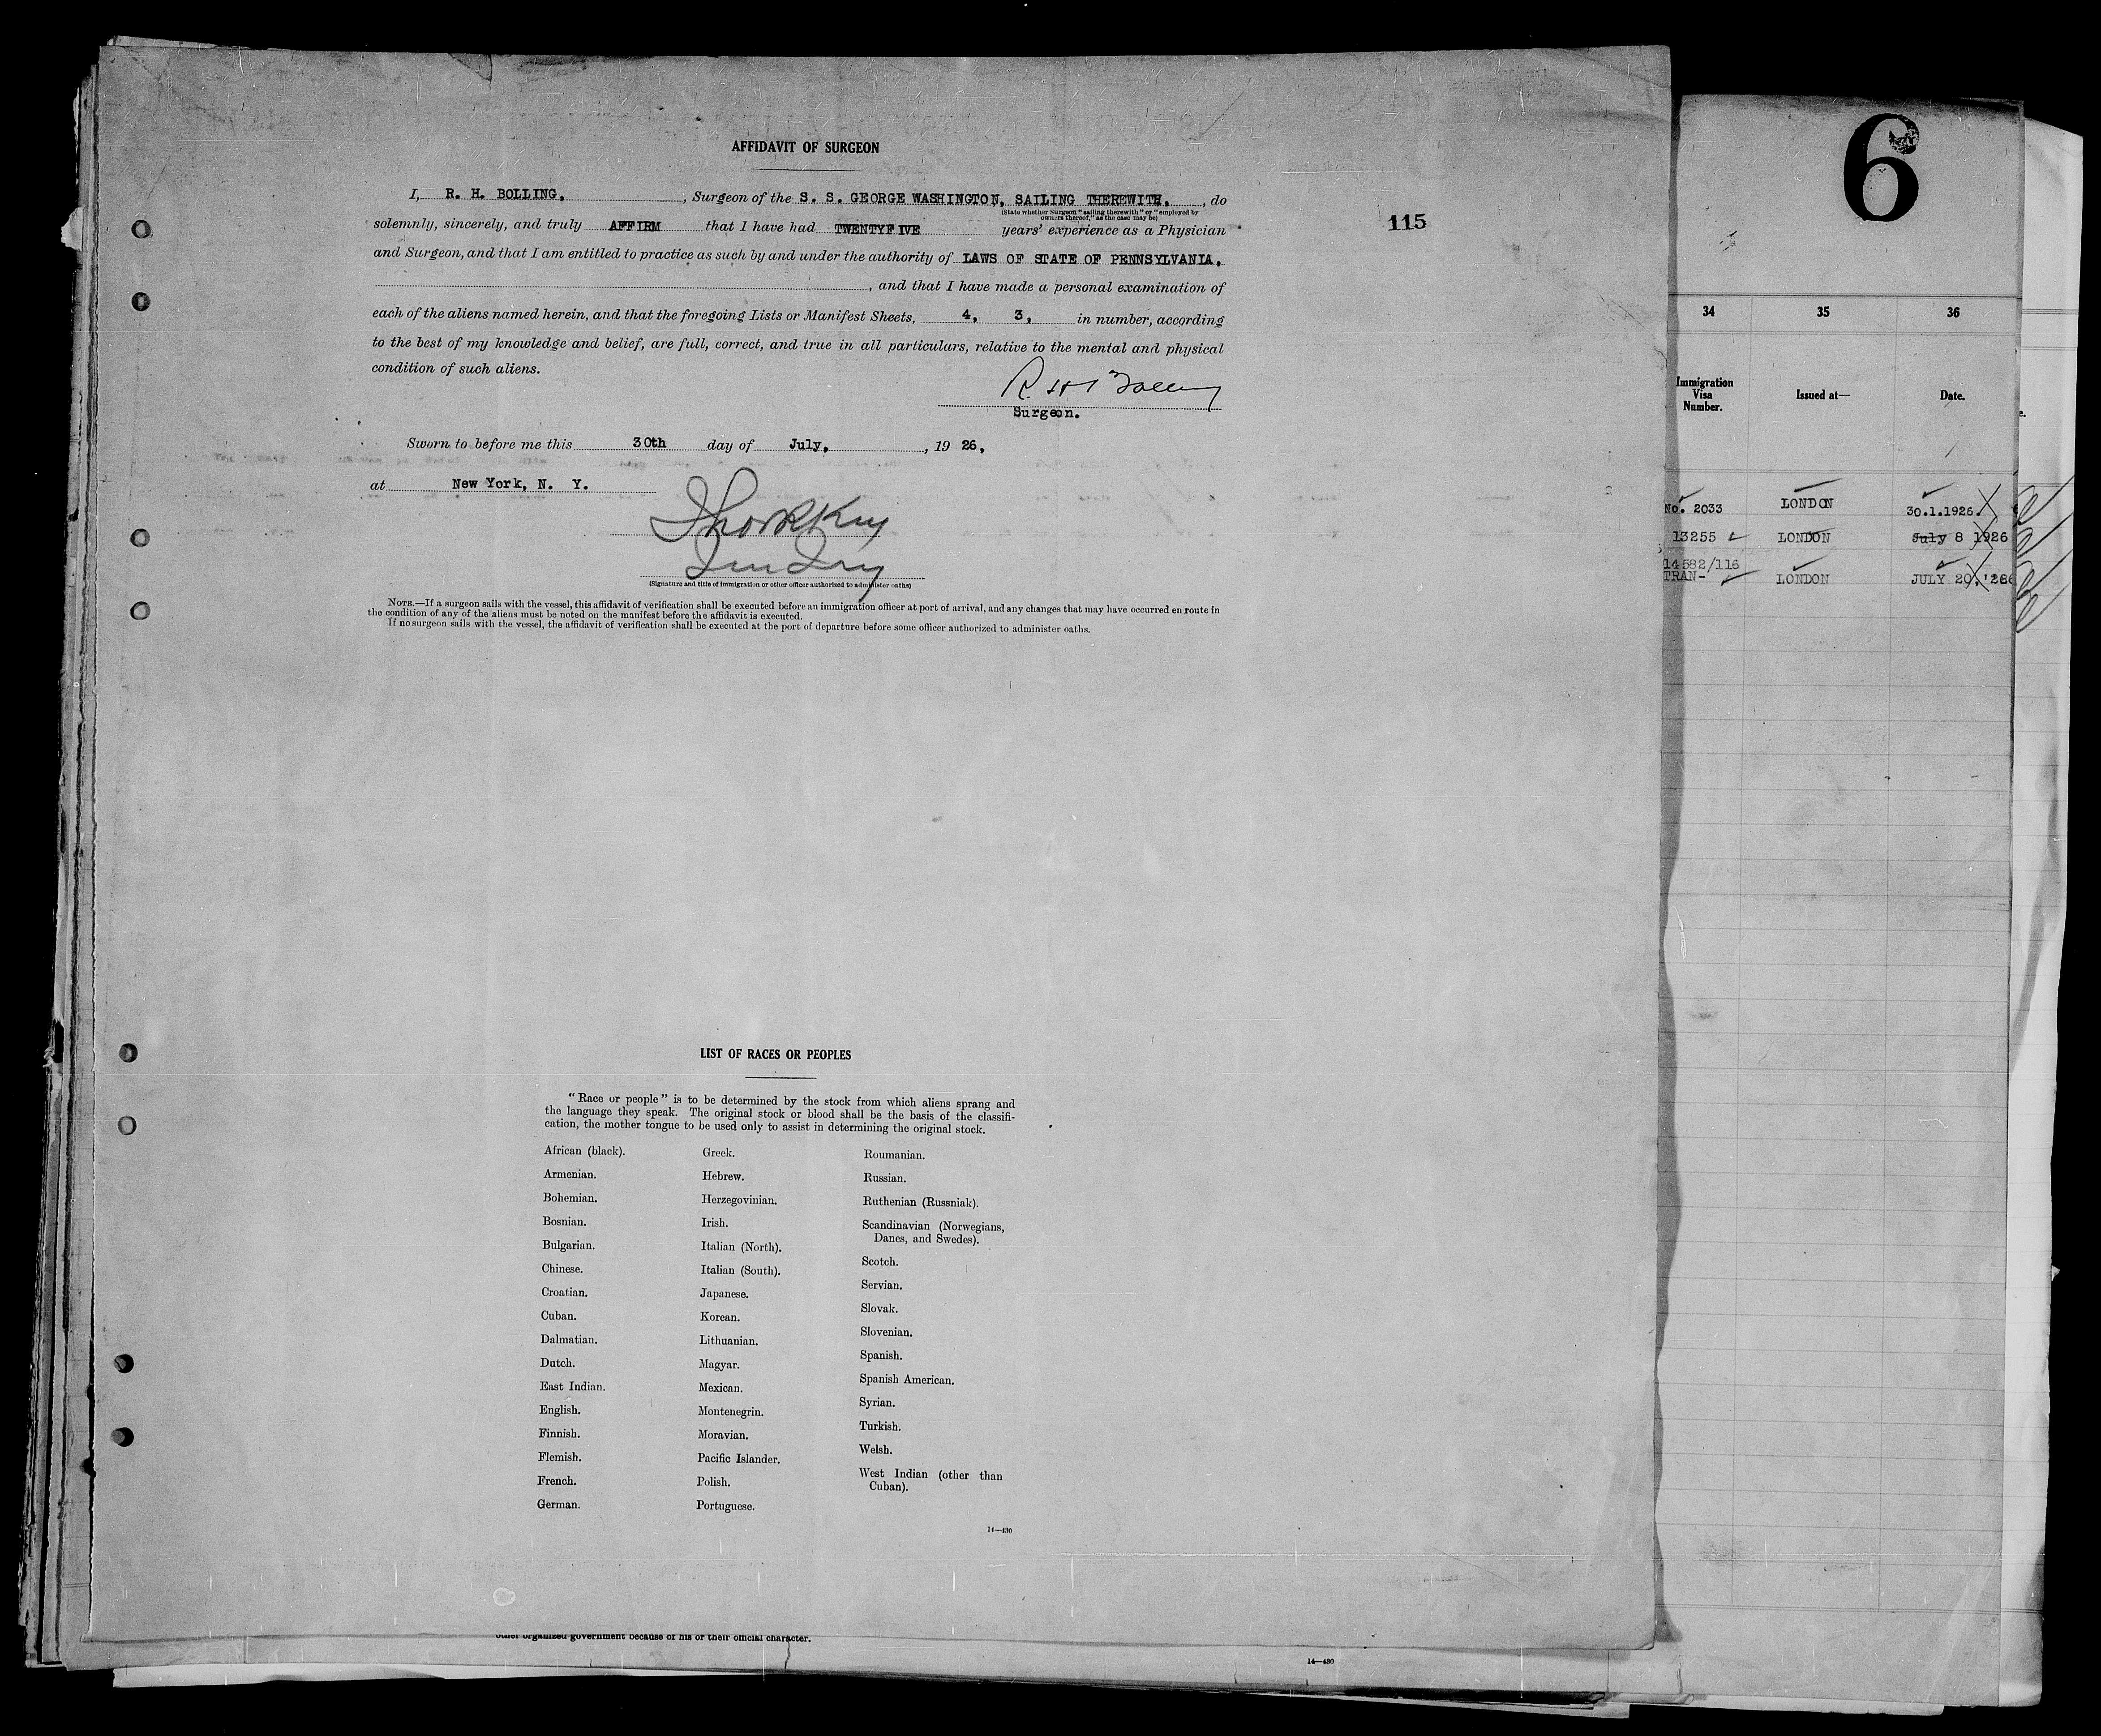 AFFIDAVIT OF SURGEON
I, R. H. BOLLING, , Surgeon of the S. S. GEORGE WASHINGTON, SAILING THEREWITH. , do
(State whether Surgeon "sailing therewith" or "employed by
owners thereof," as the case may be)
solemnly, sincerely, and truly AFFIRM that I have had TWENTYFIVE years' experience as a Physician
and Surgeon, and that I am entitled to practice as such by and under the authority of LAWS OF STATE OF PENNSYLVANIA.
, and that I have made a personal examination of
each of the aliens named herein, and that the foregoing Lists or Manifest Sheets, 4, 3, in number, according
to the best of my knowledge and belief, are full, correct, and true in all particulars, relative to the mental and physical
condition of such aliens.
R. H. Bolling
Surgeon.
Sworn to before me this 30th day of July, , 19 26,
at New York, N. Y.
(Signature and title of immigration or other officer authorized to administer oaths)
NOTE.—If a surgeon sails with the vessel, this affidavit of verification shall be executed before an immigration officer at port of arrival, and any changes that may have occurred en route in
the condition of any of the aliens must be noted on the manifest before the affidavit is executed.
If no surgeon sails with the vessel, the affidavit of verification shall be executed at the port of departure before some officer authorized to administer oaths.
115
LIST OF RACES OR PEOPLES
"Race or people" is to be determined by the stock from which aliens sprang and
the language they speak. The original stock or blood shall be the basis of the classifi-
cation, the mother tongue to be used only to assist in determining the original stock.
African (black).
Armenian.
Bohemian.
Bosnian.
Bulgarian.
Chinese.
Croatian.
Cuban.
Dalmatian.
Dutch.
East Indian.
English.
Finnish.
Flemish.
French.
German.
Greek.
Hebrew.
Herzegovinian.
Irish.
Italian (North).
Italian (South).
Japanese.
Korean.
Lithuanian.
Magyar.
Mexican.
Montenegrin.
Moravian.
Pacific Islander.
Polish.
Portuguese.
Roumanian.
Russian.
Ruthenian (Russniak).
Scandinavian (Norwegians,
Danes, and Swedes).
Scotch.
Servian.
Slovak.
Slovenian.
Spanish.
Spanish American.
Syrian.
Turkish.
Welsh.
West Indian (other than
Cuban).
14—430
other organized government because of his or their official character.
14—430
6
34 35 36
Immigration
Visa
Number.
Issued at—
Date.
No. 2033 LONDON 30.1.1926.
13255 LONDON July 8 1926
14582/116
TRAN- LONDON JULY 20,'26